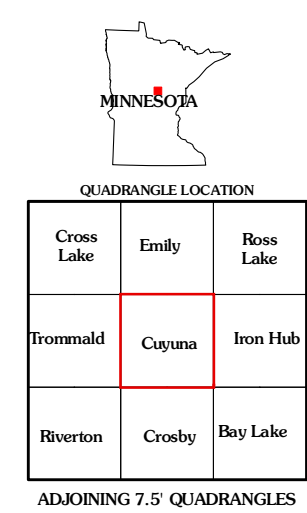 MINNESOTA
QUADRANGLE LOCATION
Cross
Lake
Emily
Ross
Lake
Trommald
Cuyuna
Iron Hub
Riverton
Crosby
Bay Lake
ADJOINING 7.5' QUADRANGLES